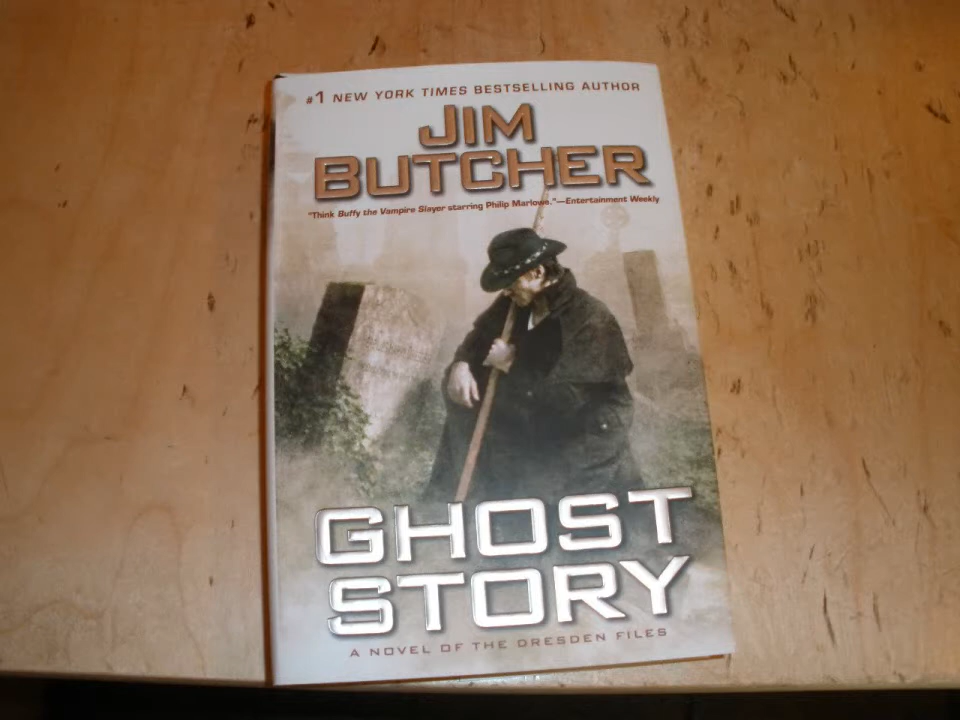 #1 NEW YORK TIMES BESTSELLING AUTHOR
JIM
BUTCHER
"Think Buffy the Vampire Slayer starring Philip Marlowe."—Entertainment Weekly
GHOST
STORY
A NOVEL OF THE DRESDEN FILES